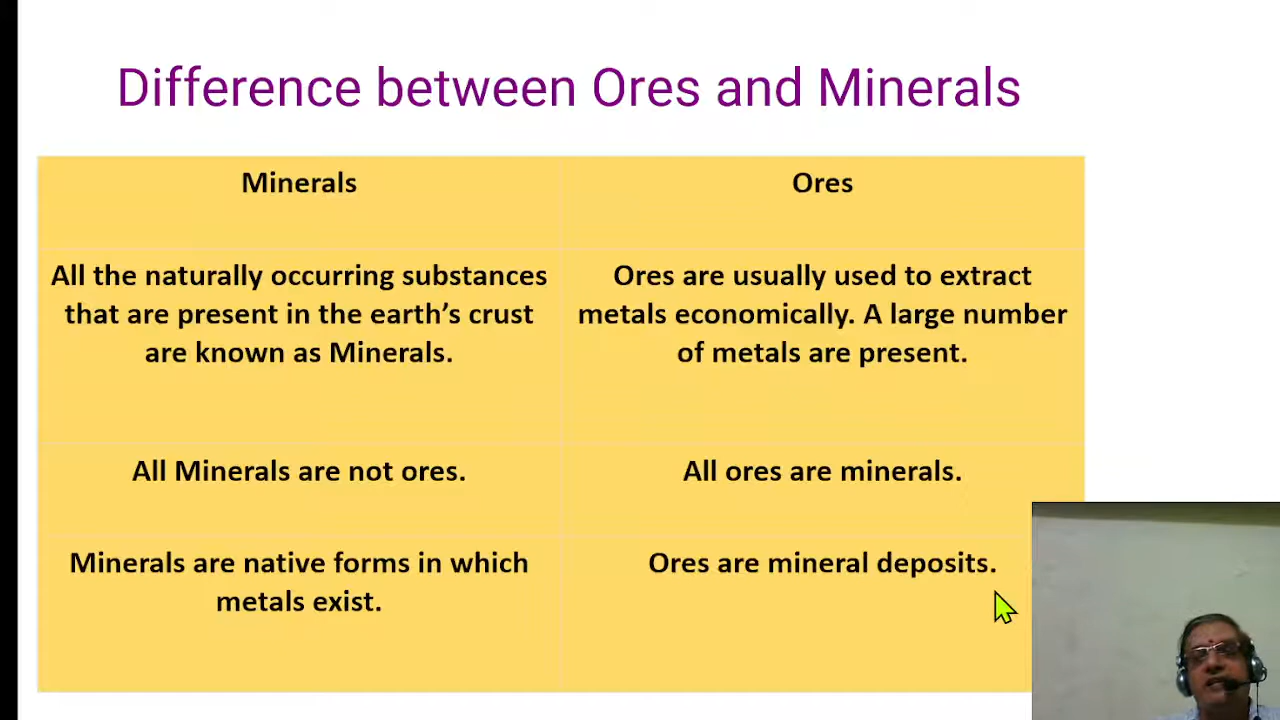 Difference between Ores and Minerals
Minerals
Ores
All the naturally occurring substances
that are present in the earth’s crust
are known as Minerals.
Ores are usually used to extract
metals economically. A large number
of metals are present.
All Minerals are not ores.
All ores are minerals.
Minerals are native forms in which
metals exist.
Ores are mineral deposits.